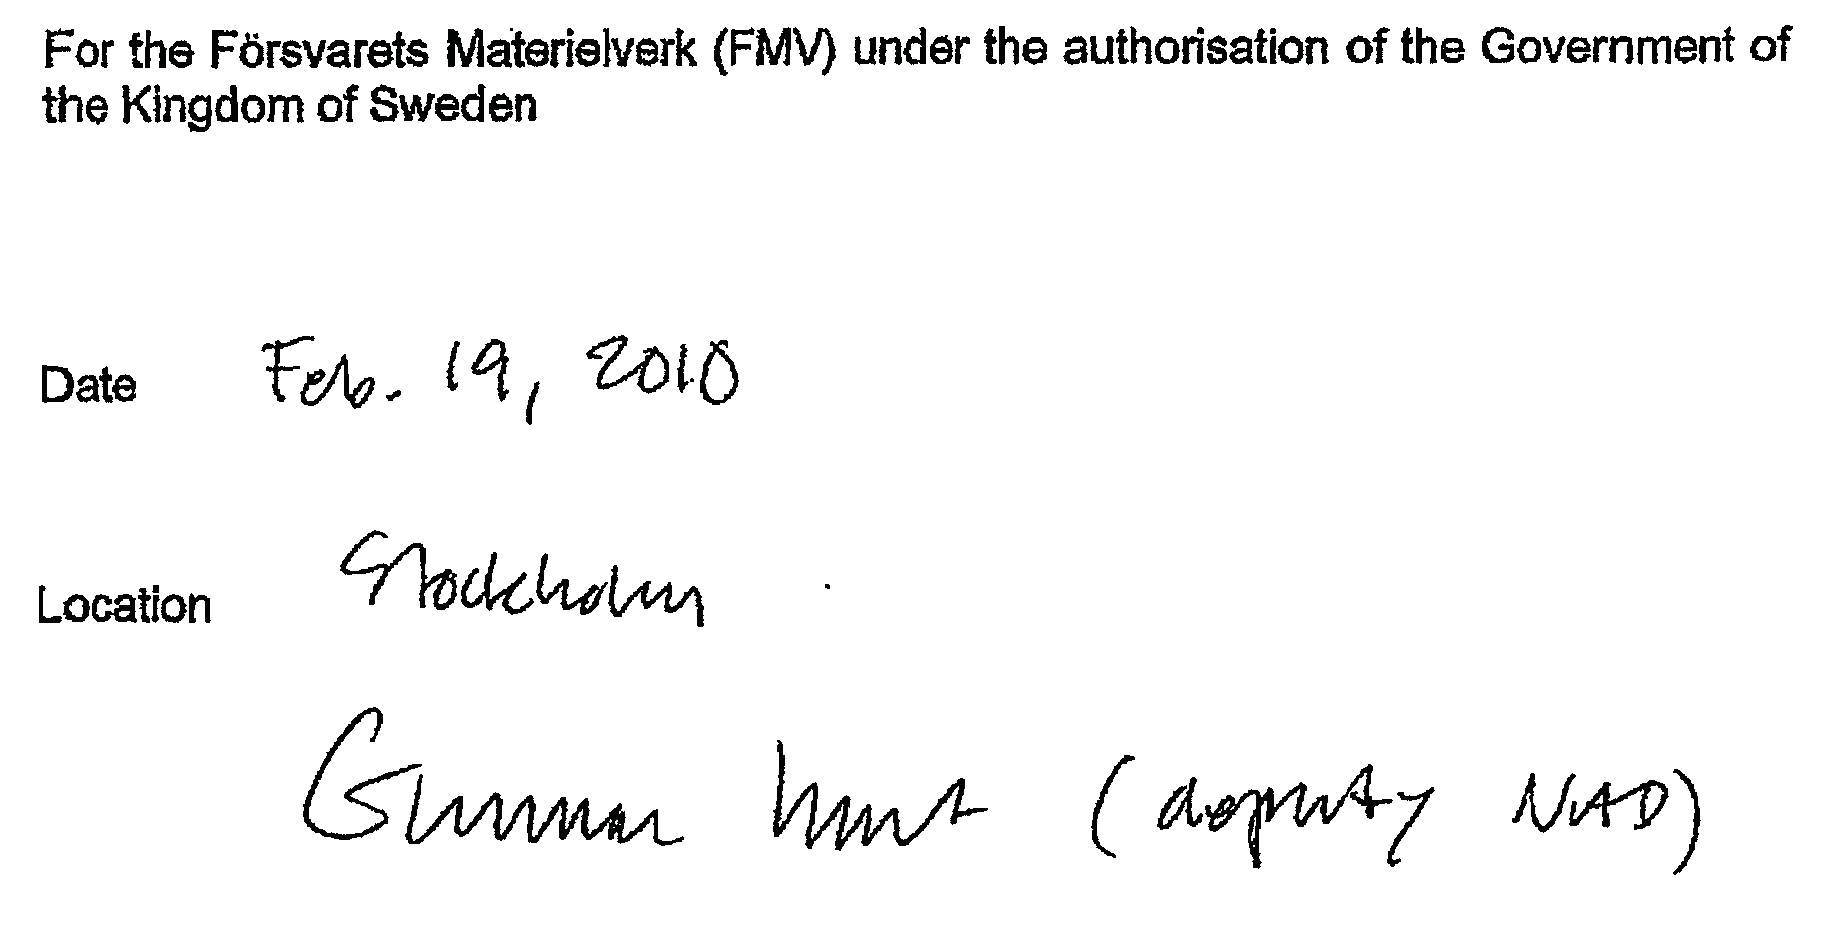 For the Försvarets Materielverk (FMV) under the authorisation of the Government of
the Kingdom of Sweden
Date Feb. 19, 2010
Location Stockholm
Gunnar (deputy NAD)